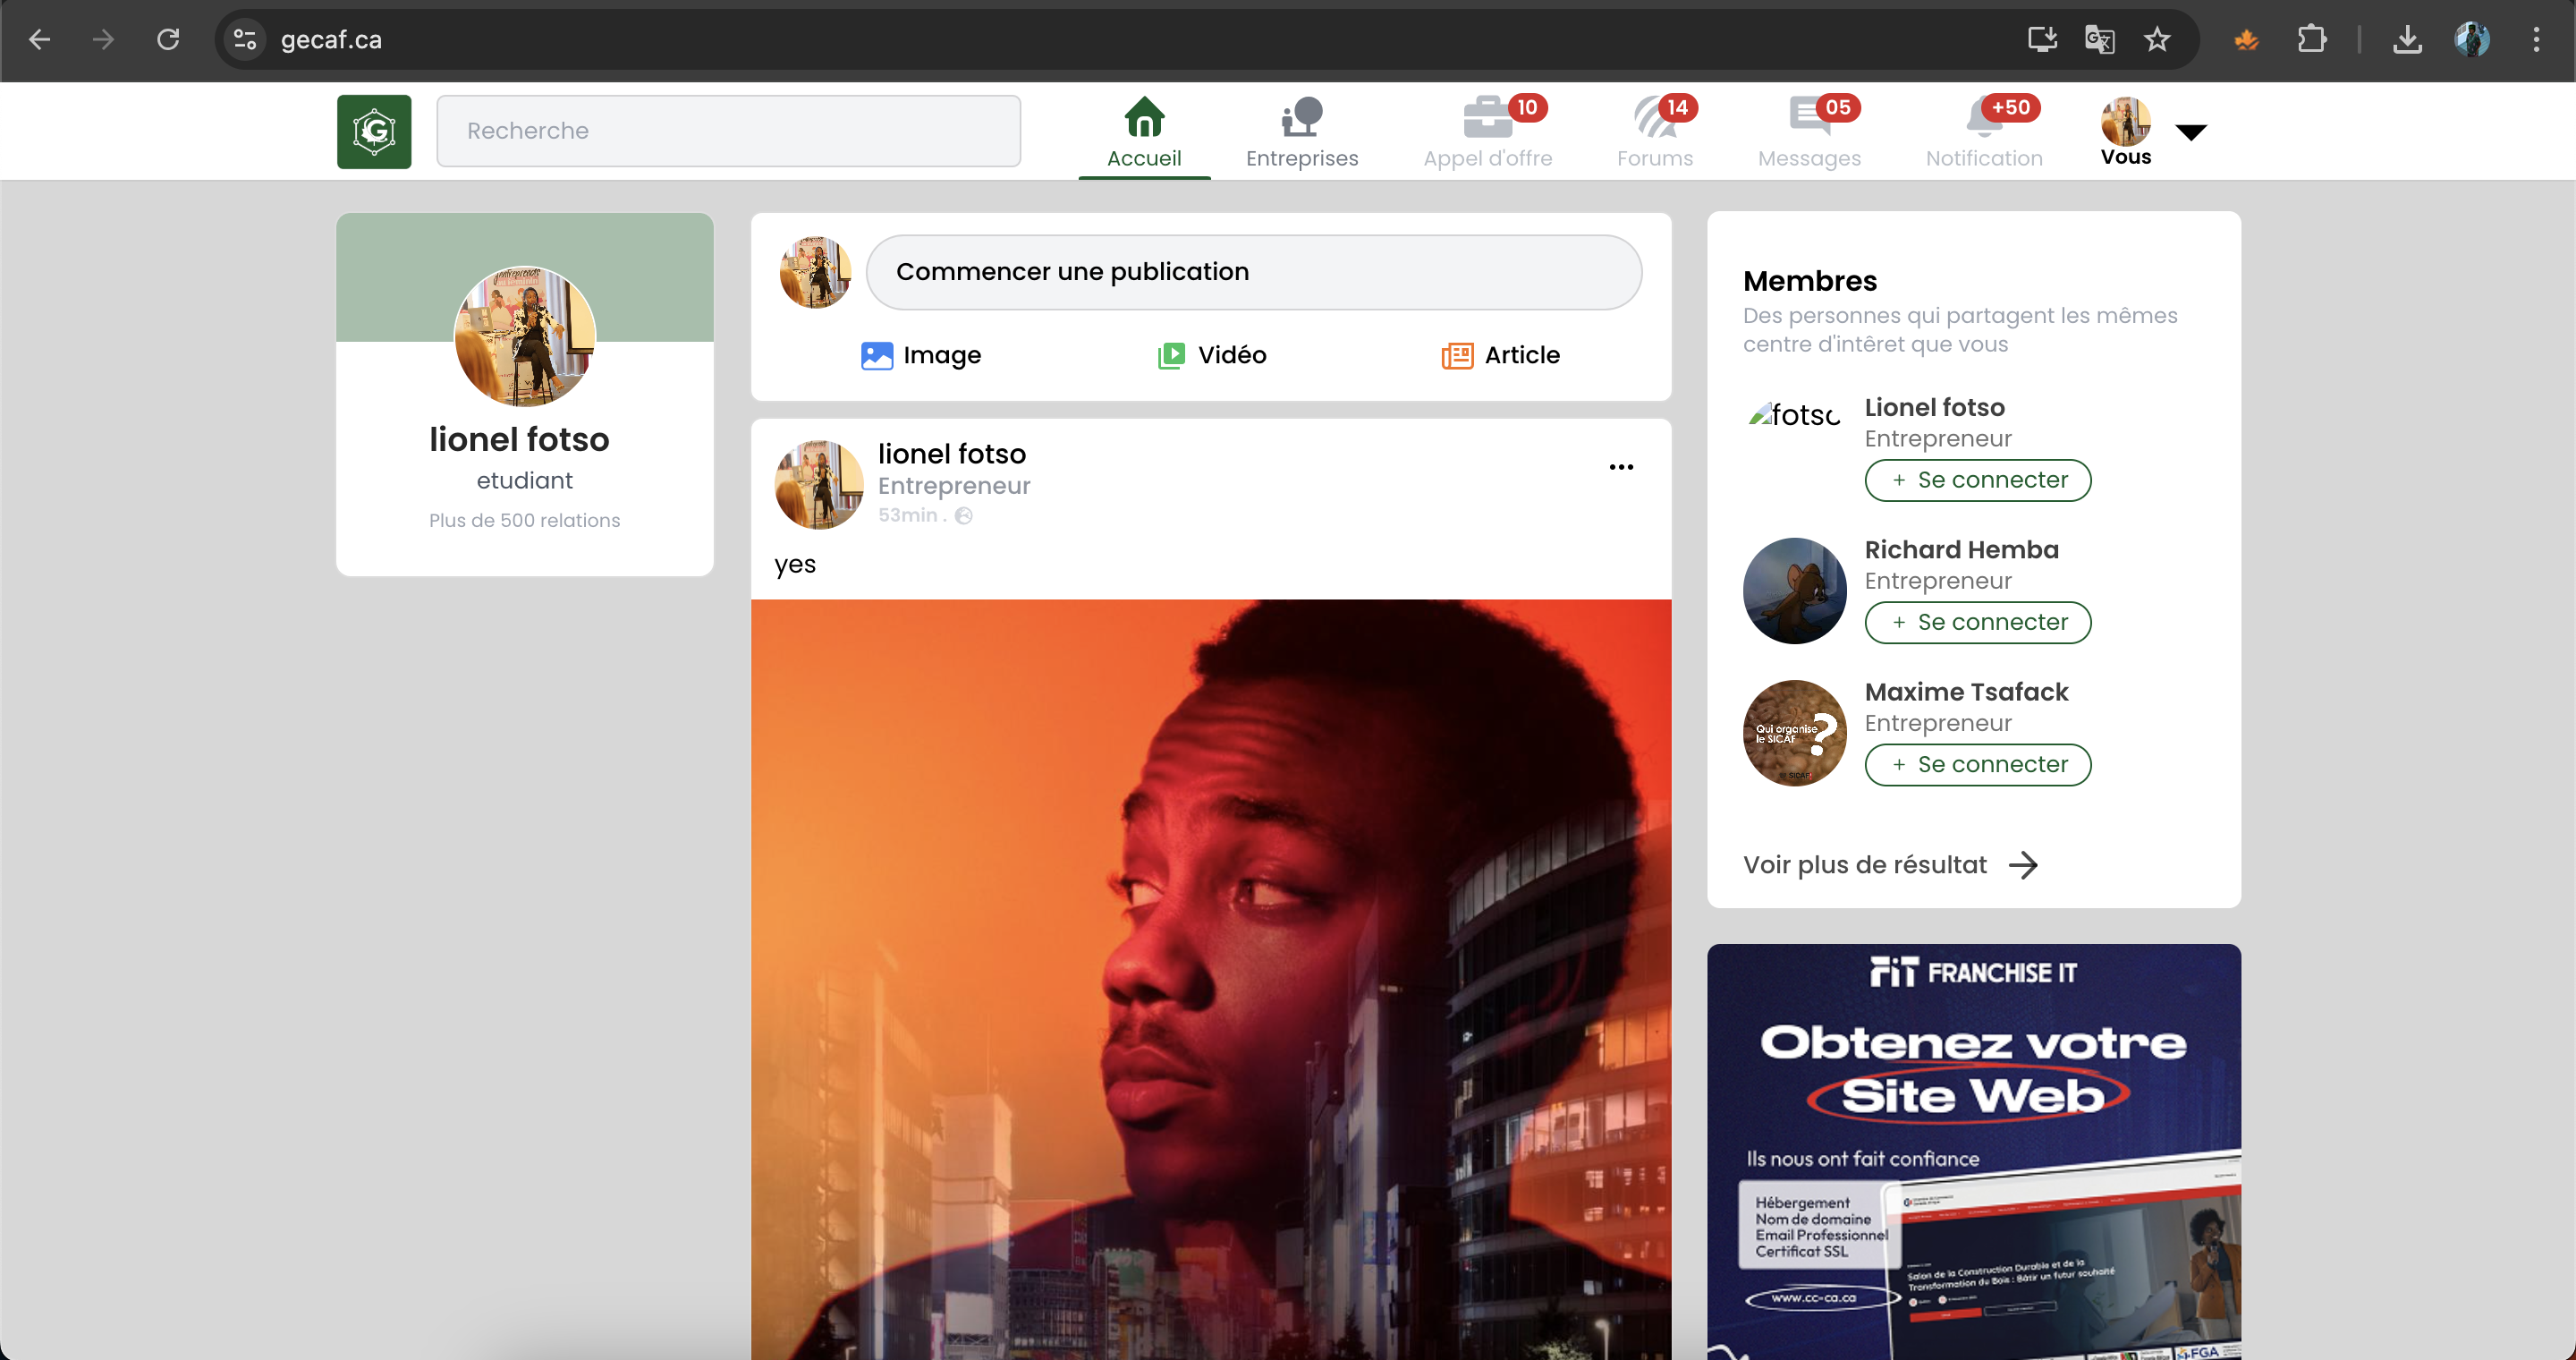 gecaf.ca
G
Recherche
Accueil
Entreprises
10
Appel d'offre
14
Forums
05
Messages
+50
Notification
Vous
lionel fotso
etudiant
Plus de 500 relations
Commencer une publication
Image
Vidéo
Article
lionel fotso
Entrepreneur
53min .
yes
Membres
Des personnes qui partagent les mêmes
centre d'intêret que vous
fotso
Lionel fotso
Entrepreneur
+ Se connecter
Richard Hemba
Entrepreneur
+ Se connecter
Qui organise
le SICAF ?
Maxime Tsafack
Entrepreneur
+ Se connecter
Voir plus de résultat
FiT FRANCHISE IT
Obtenez votre
Site Web
Ils nous ont fait confiance
Hébergement
Nom de domaine
Email Professionnel
Certificat SSL
www.cc-ca.ca
Salon de la Construction Durable et de la
Transformation du Bois : Bâtir un futur souhaité
FGA